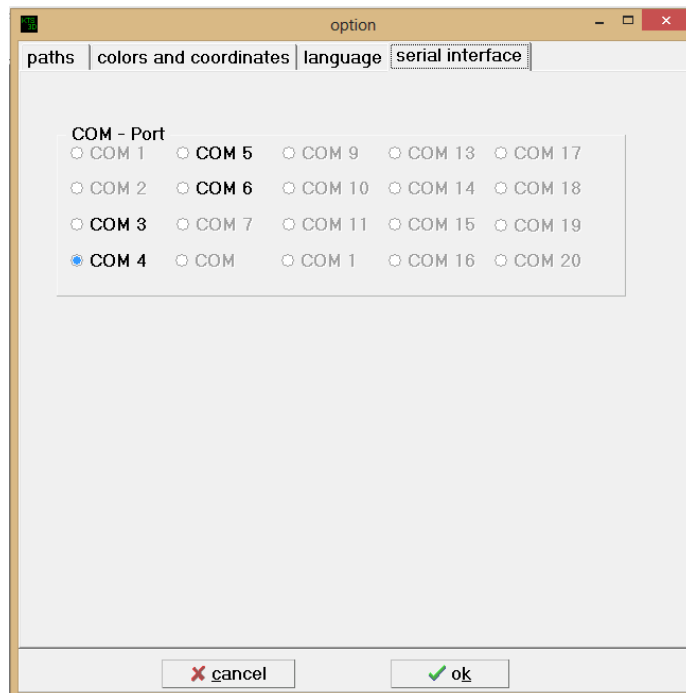 option
paths colors and coordinates language serial interface
COM - Port
COM 1 COM 5 COM 9 COM 13 COM 17
COM 2 COM 6 COM 10 COM 14 COM 18
COM 3 COM 7 COM 11 COM 15 COM 19
COM 4 COM COM 1 COM 16 COM 20
cancel ok